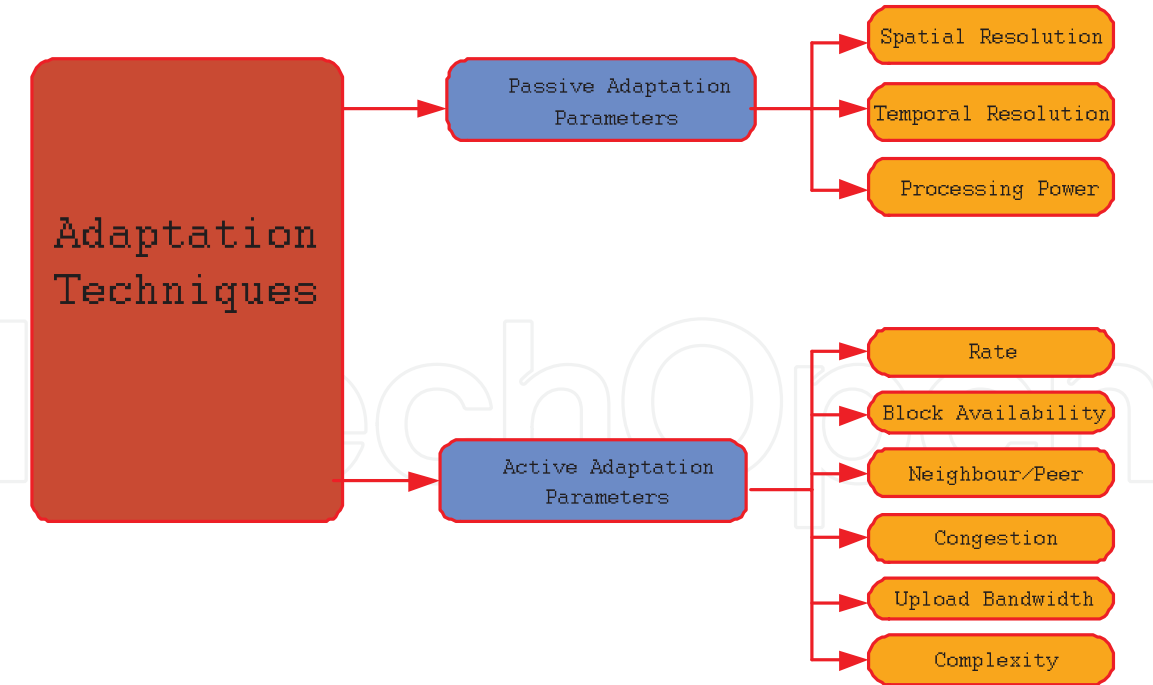 Adaptation
Techniques
Passive Adaptation
Parameters
Spatial Resolution
Temporal Resolution
Processing Power
Active Adaptation
Parameters
Rate
Block Availability
Neighbour/Peer
Congestion
Upload Bandwidth
Complexity